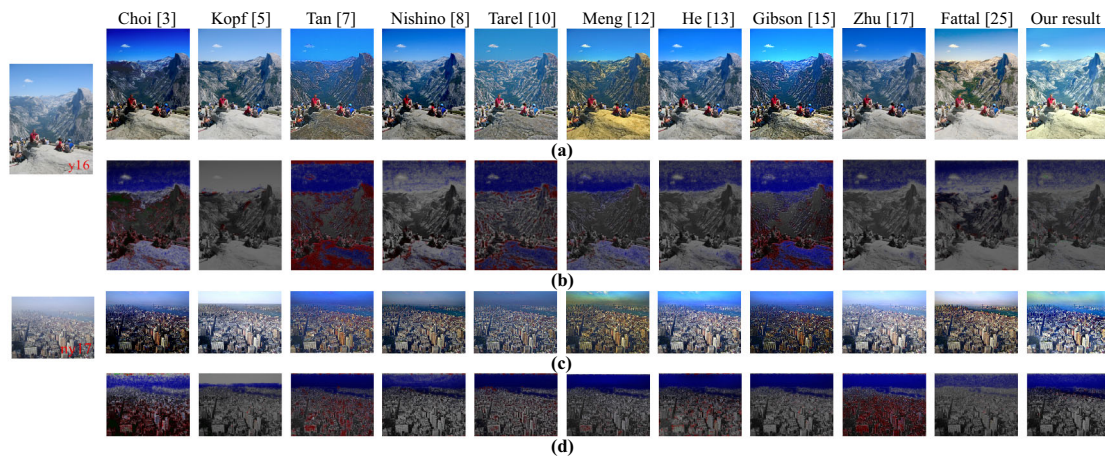 Choi [3] Kopf [5] Tan [7] Nishino [8] Tarel [10] Meng [12] He [13] Gibson [15] Zhu [17] Fattal [25] Our result
y16
(a)
(b)
(c)
(d)